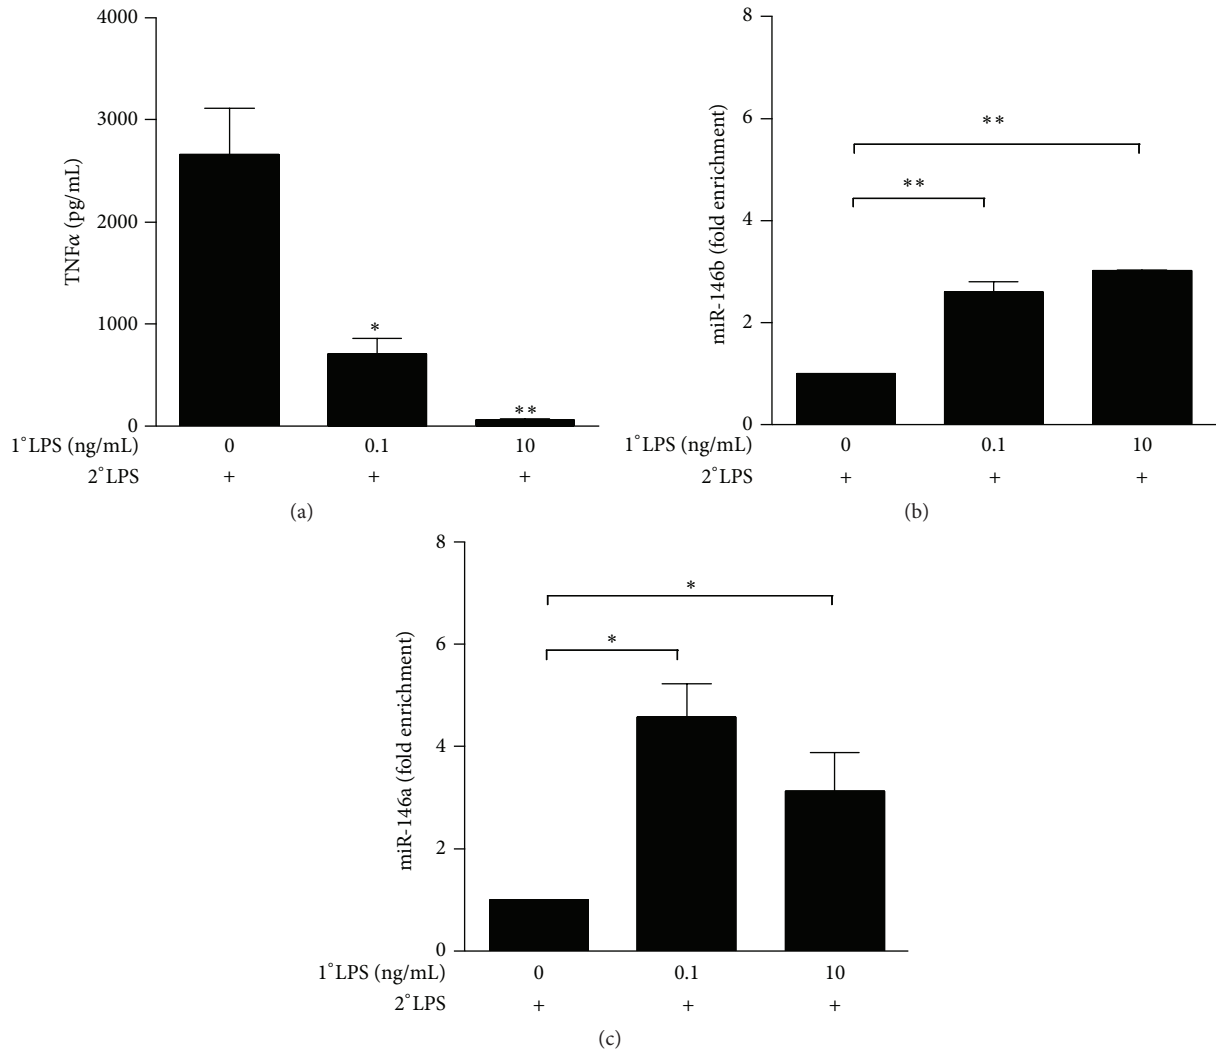 4000
3000
2000
1000
0
TNFα (pg/mL)
*
**
1°LPS (ng/mL) 0 0.1 10
2°LPS + + +
(a)
8
6
4
2
0
miR-146b (fold enrichment)
**
**
1°LPS (ng/mL) 0 0.1 10
2°LPS + + +
(b)
8
6
4
2
0
miR-146a (fold enrichment)
*
*
1°LPS (ng/mL) 0 0.1 10
2°LPS + + +
(c)